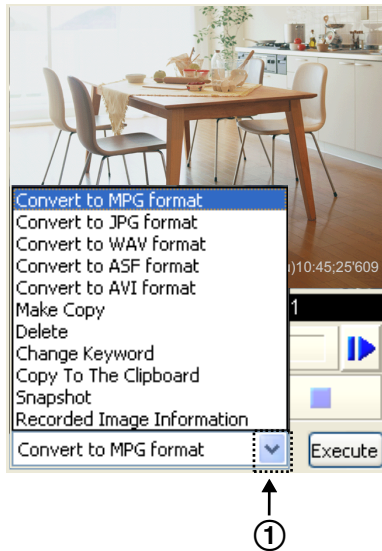 Convert to MPG format
Convert to JPG format
Convert to WAV format
Convert to ASF format
Convert to AVI format
Make Copy
Delete
Change Keyword
Copy To The Clipboard
Snapshot
Recorded Image Information
)10:45;25'609
1
Convert to MPG format
Execute
①